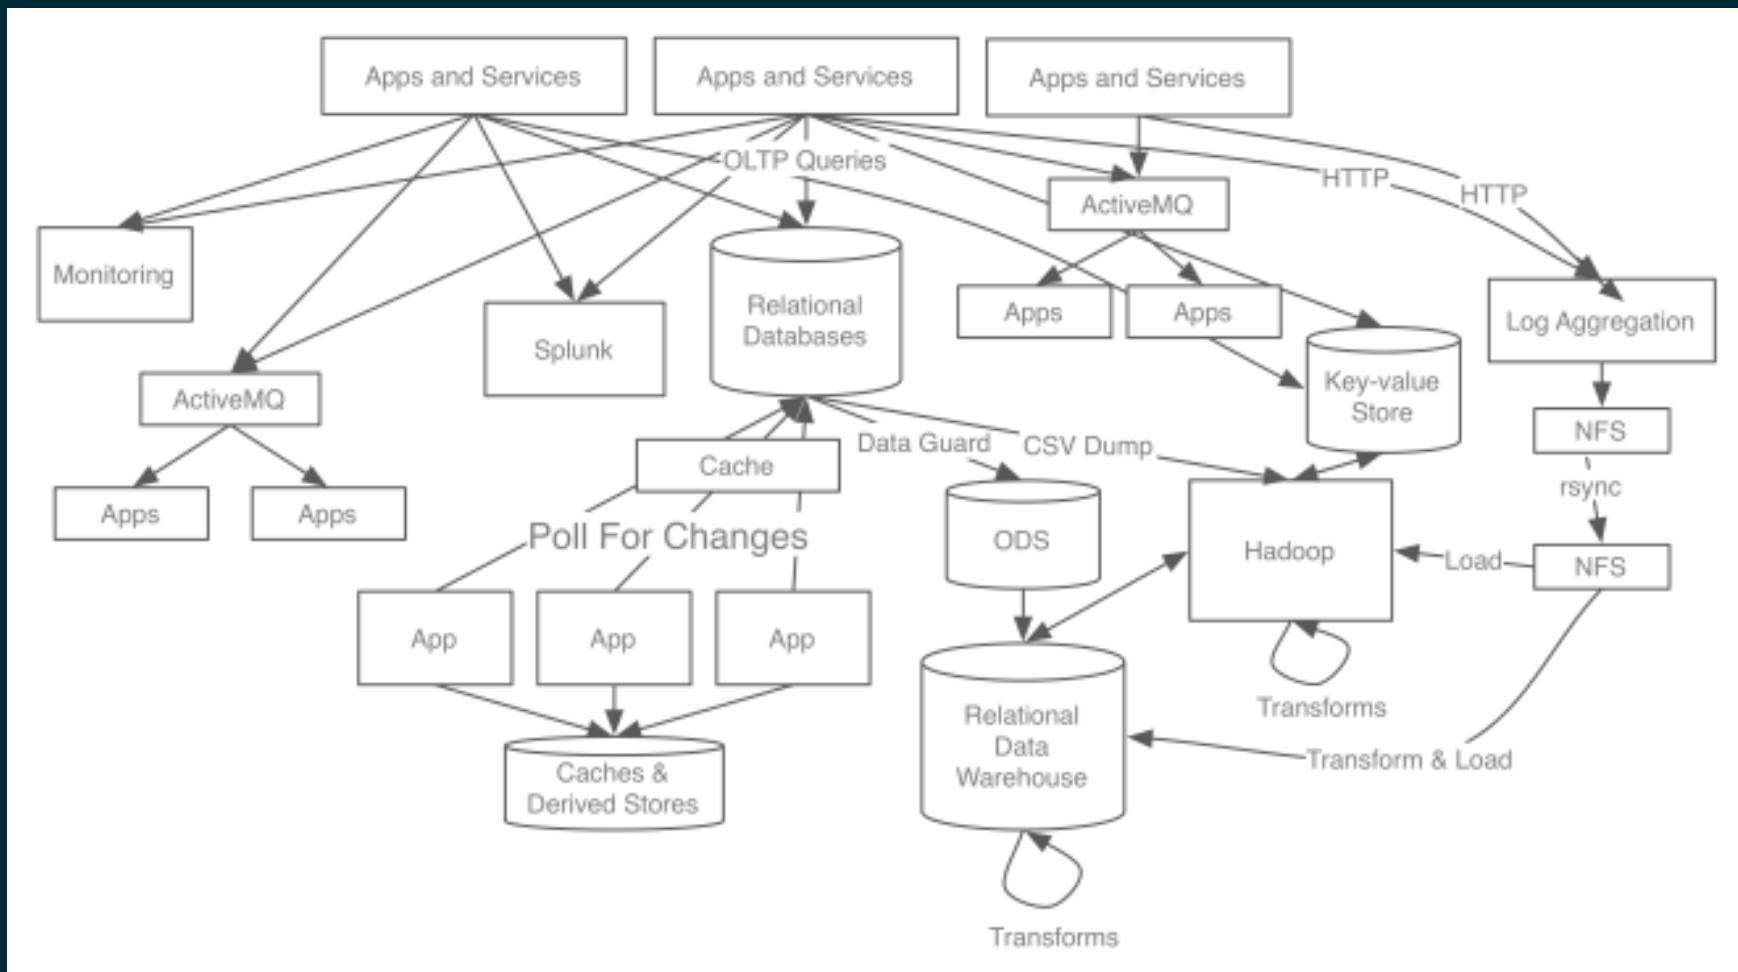 Apps and Services
Apps and Services
Apps and Services
OLTP Queries
HTTP
HTTP
ActiveMQ
Monitoring
Splunk
Relational
Databases
Apps
Apps
Log Aggregation
ActiveMQ
Key-value
Store
NFS
Data Guard
CSV Dump
Cache
rsync
Apps
Apps
Poll For Changes
ODS
Hadoop
Load
NFS
App
App
App
Transforms
Relational
Data
Warehouse
Transform & Load
Caches &
Derived Stores
Transforms